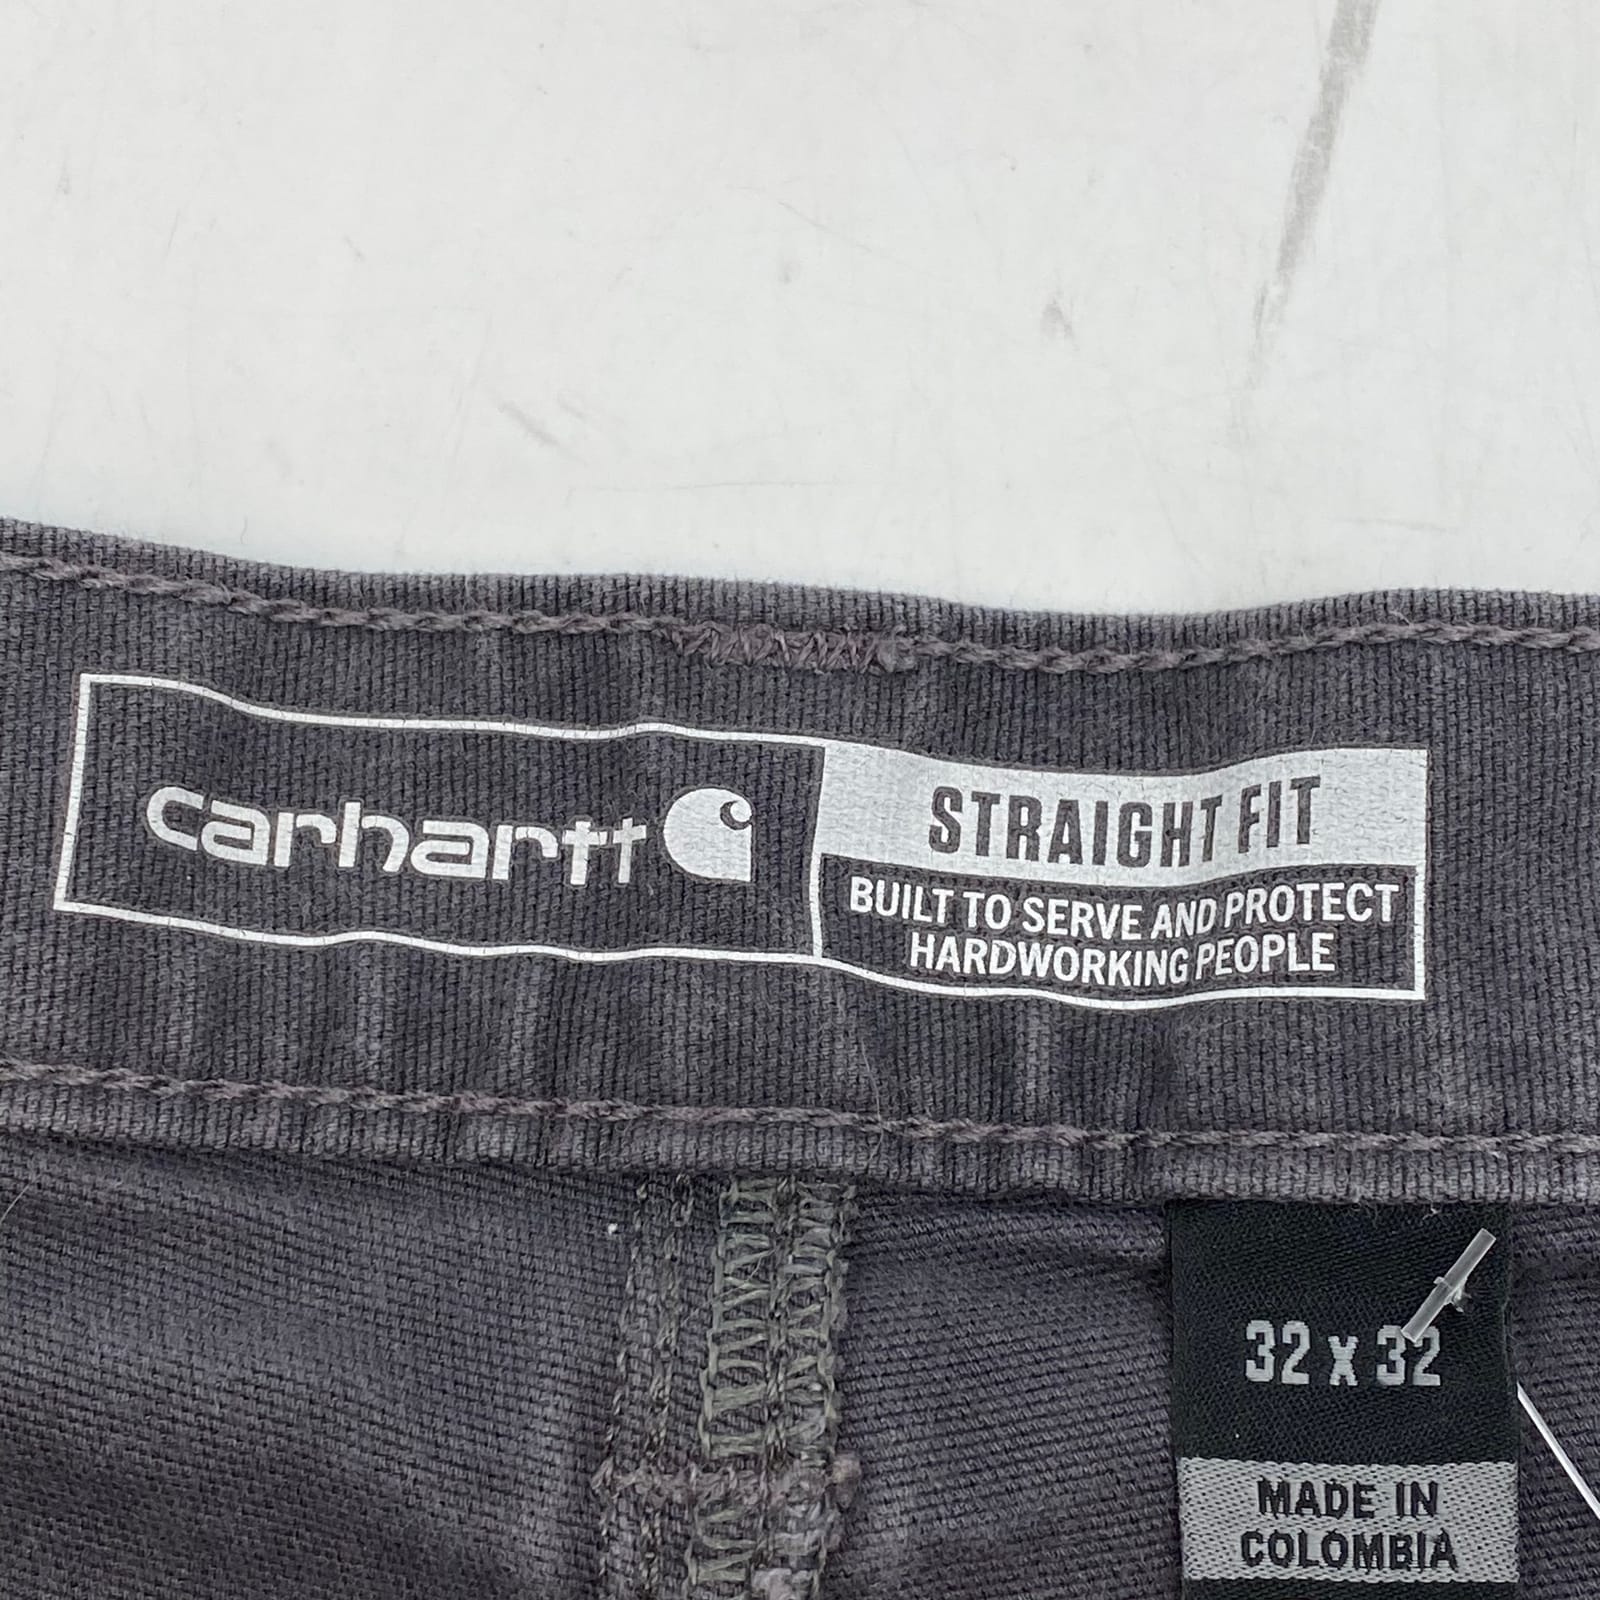 carhartt
STRAIGHT FIT
BUILT TO SERVE AND PROTECT
HARDWORKING PEOPLE
32 x 32
MADE IN
COLOMBIA